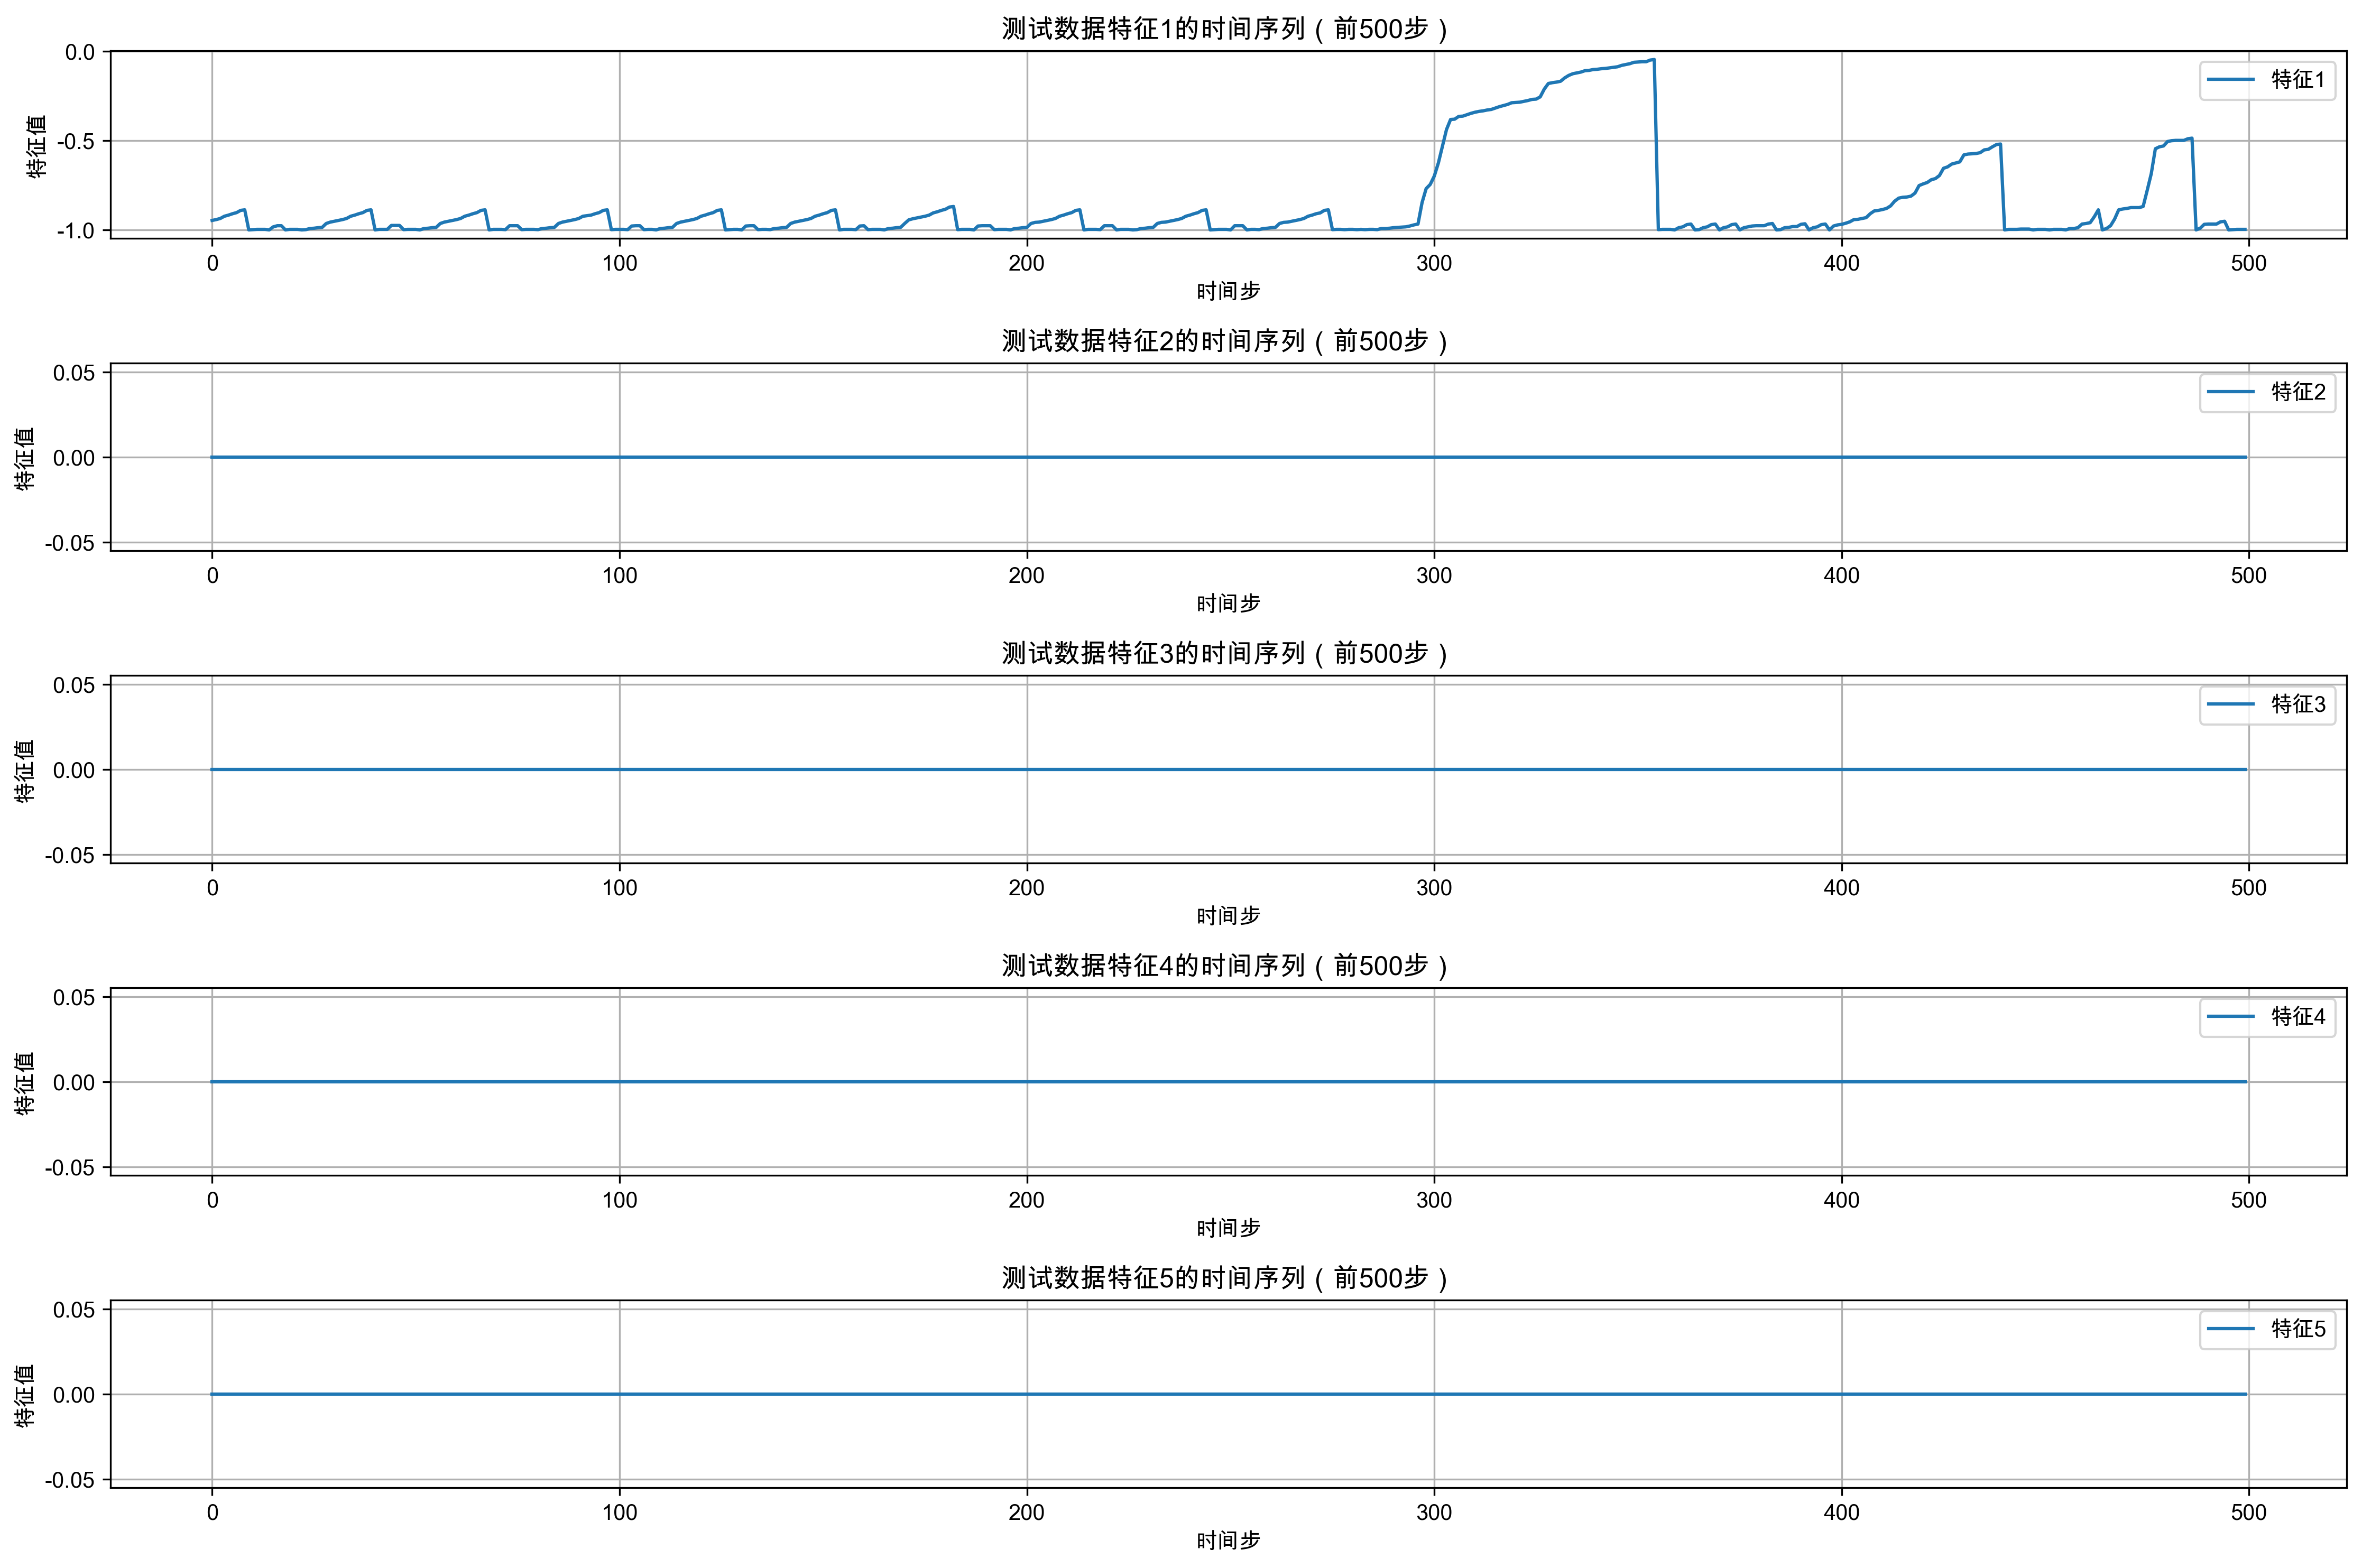 测试数据特征1的时间序列（前500步）
0.0
-0.5
-1.0
特征值
特征1
0 100 200 300 400 500
时间步
测试数据特征2的时间序列（前500步）
0.05
0.00
-0.05
特征值
特征2
0 100 200 300 400 500
时间步
测试数据特征3的时间序列（前500步）
0.05
0.00
-0.05
特征值
特征3
0 100 200 300 400 500
时间步
测试数据特征4的时间序列（前500步）
0.05
0.00
-0.05
特征值
特征4
0 100 200 300 400 500
时间步
测试数据特征5的时间序列（前500步）
0.05
0.00
-0.05
特征值
特征5
0 100 200 300 400 500
时间步